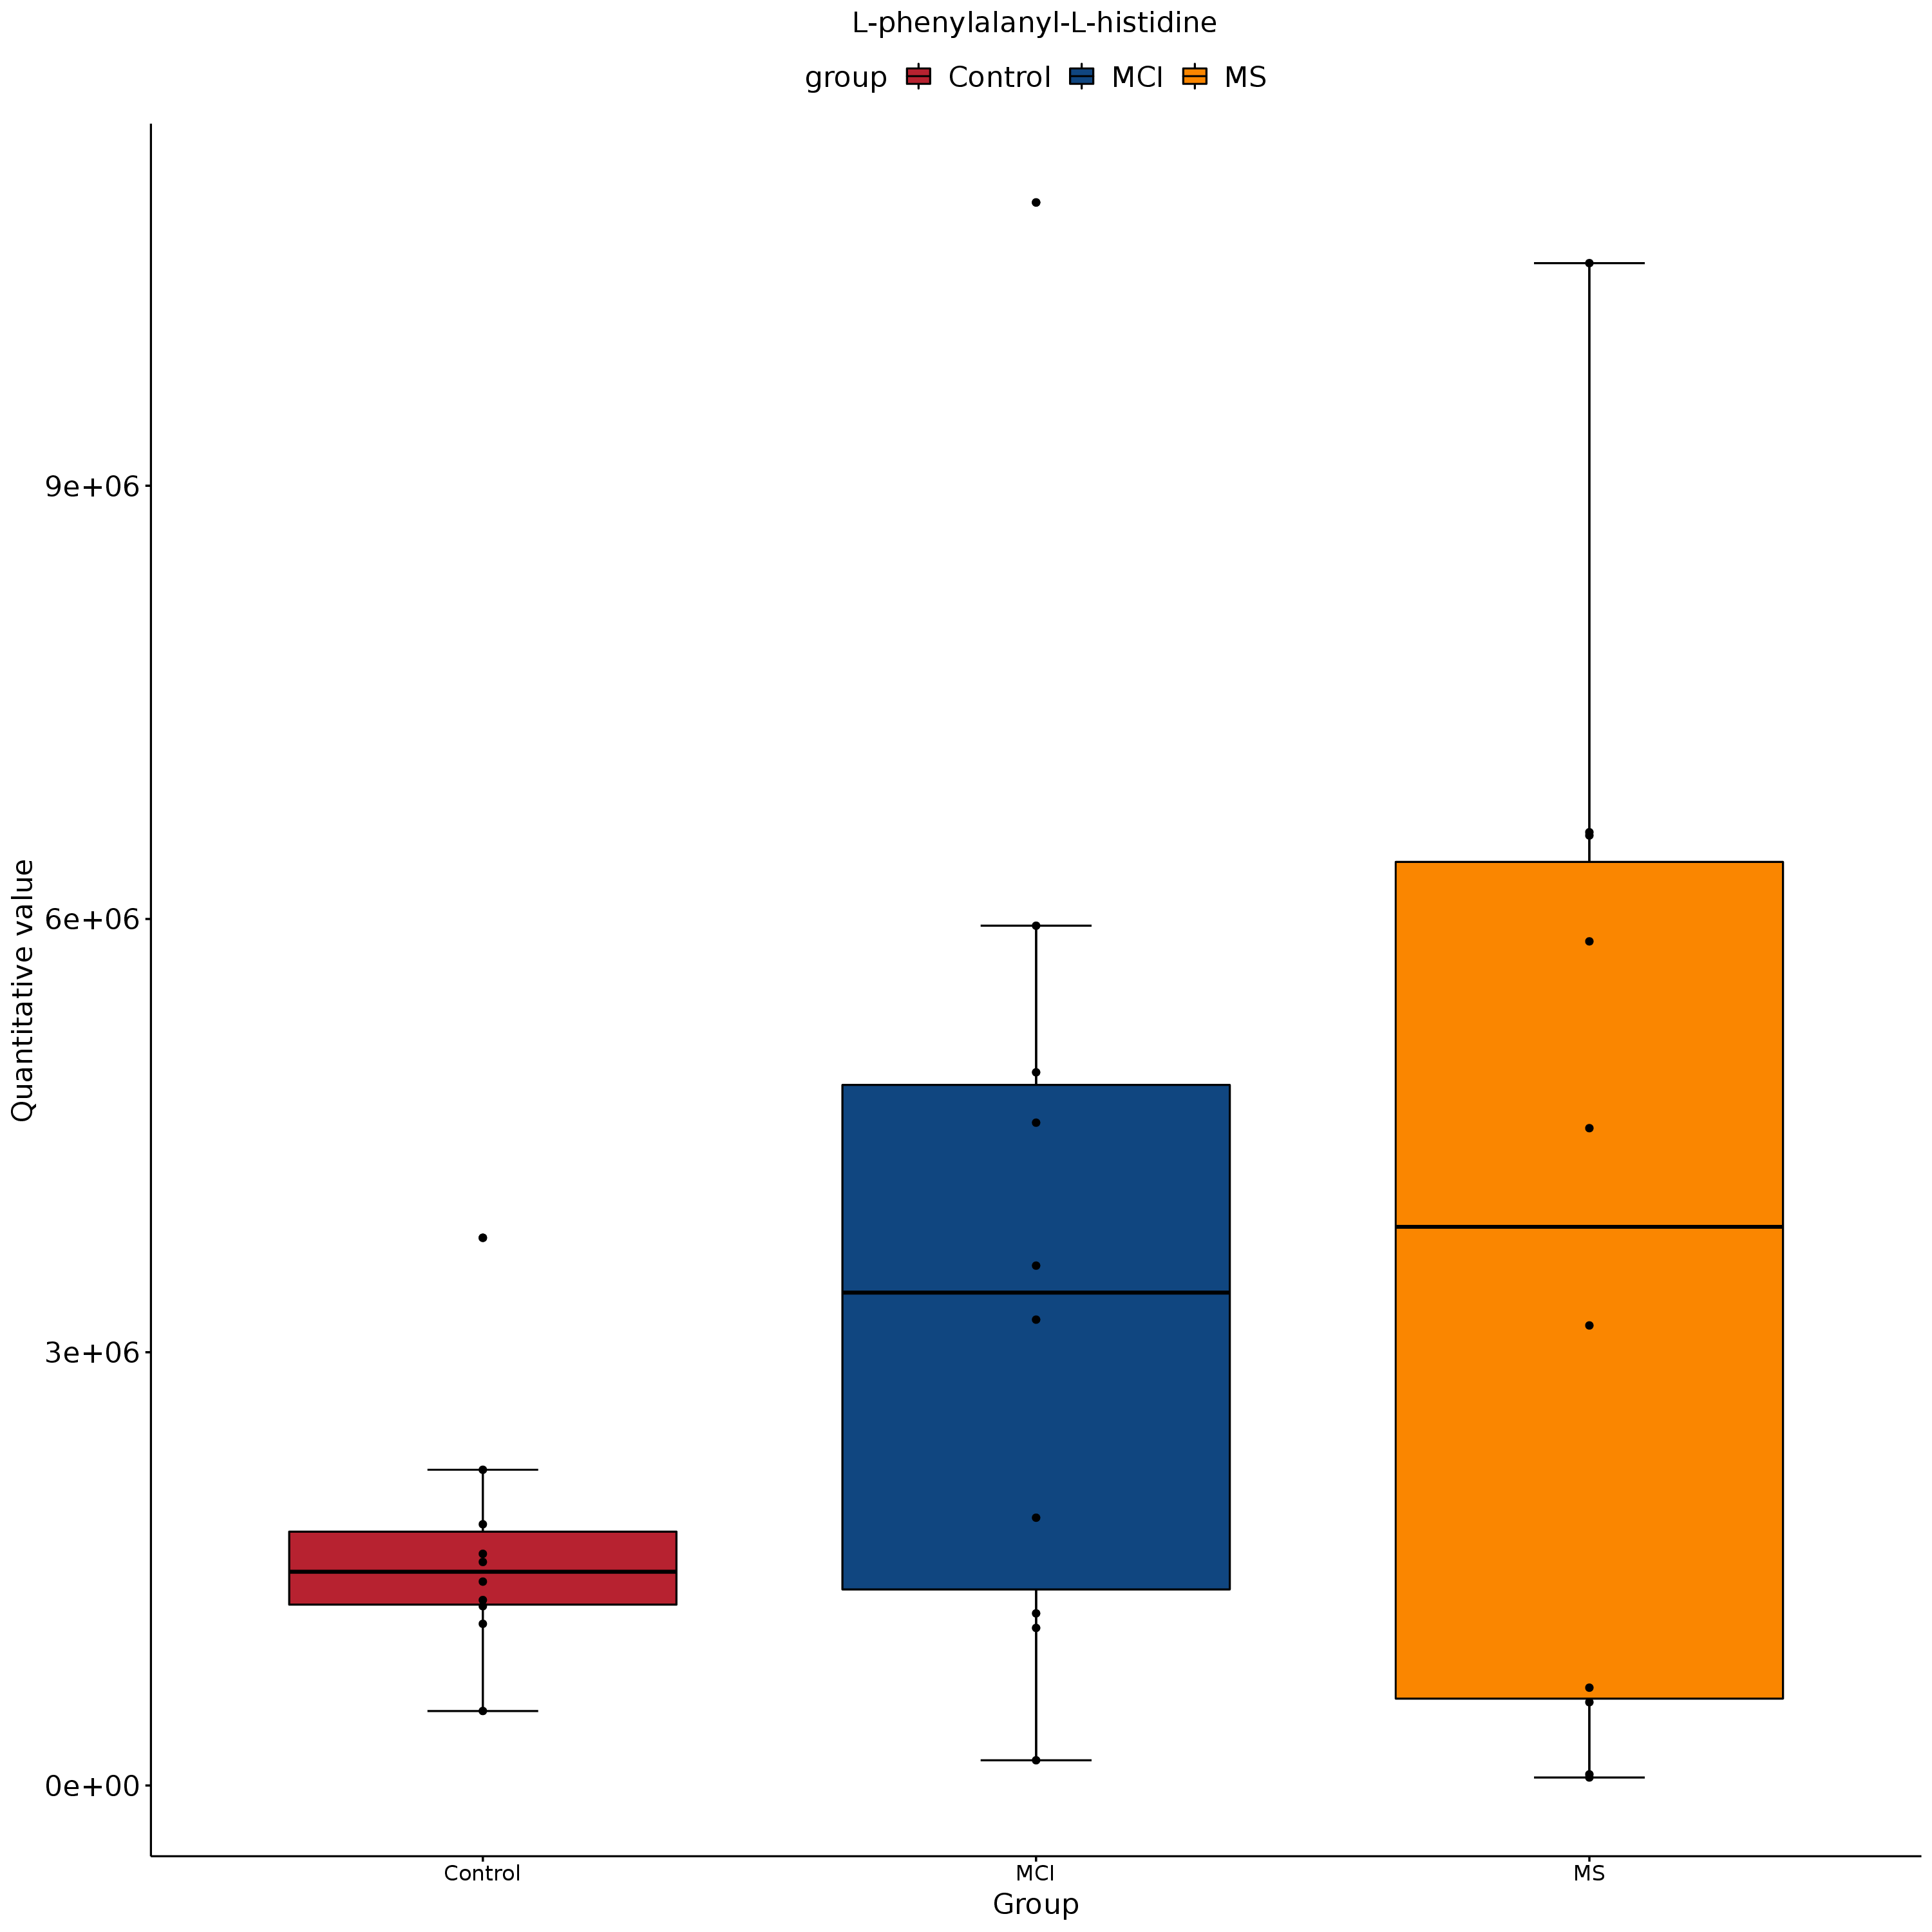 L-phenylalanyl-L-histidine
group Control MCI MS
Quantitative value
9e+06
6e+06
3e+06
0e+00
Control MCI MS
Group